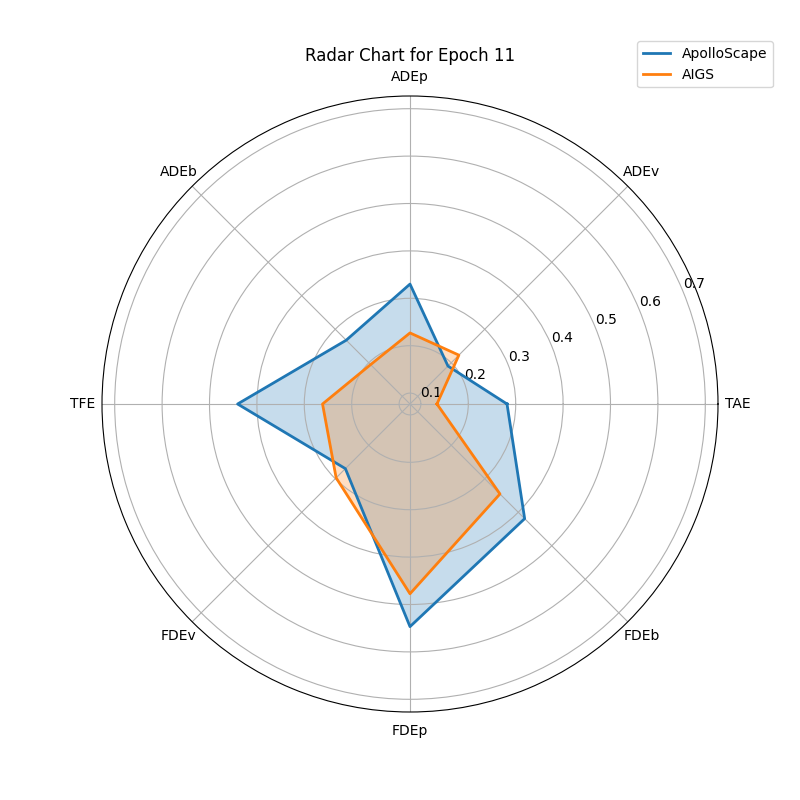 ApolloScape
AIGS
Radar Chart for Epoch 11
ADEp
ADEb
ADEv
0.7
0.6
0.5
0.4
0.3
0.2
0.1
TFE
TAE
FDEv
FDEb
FDEp